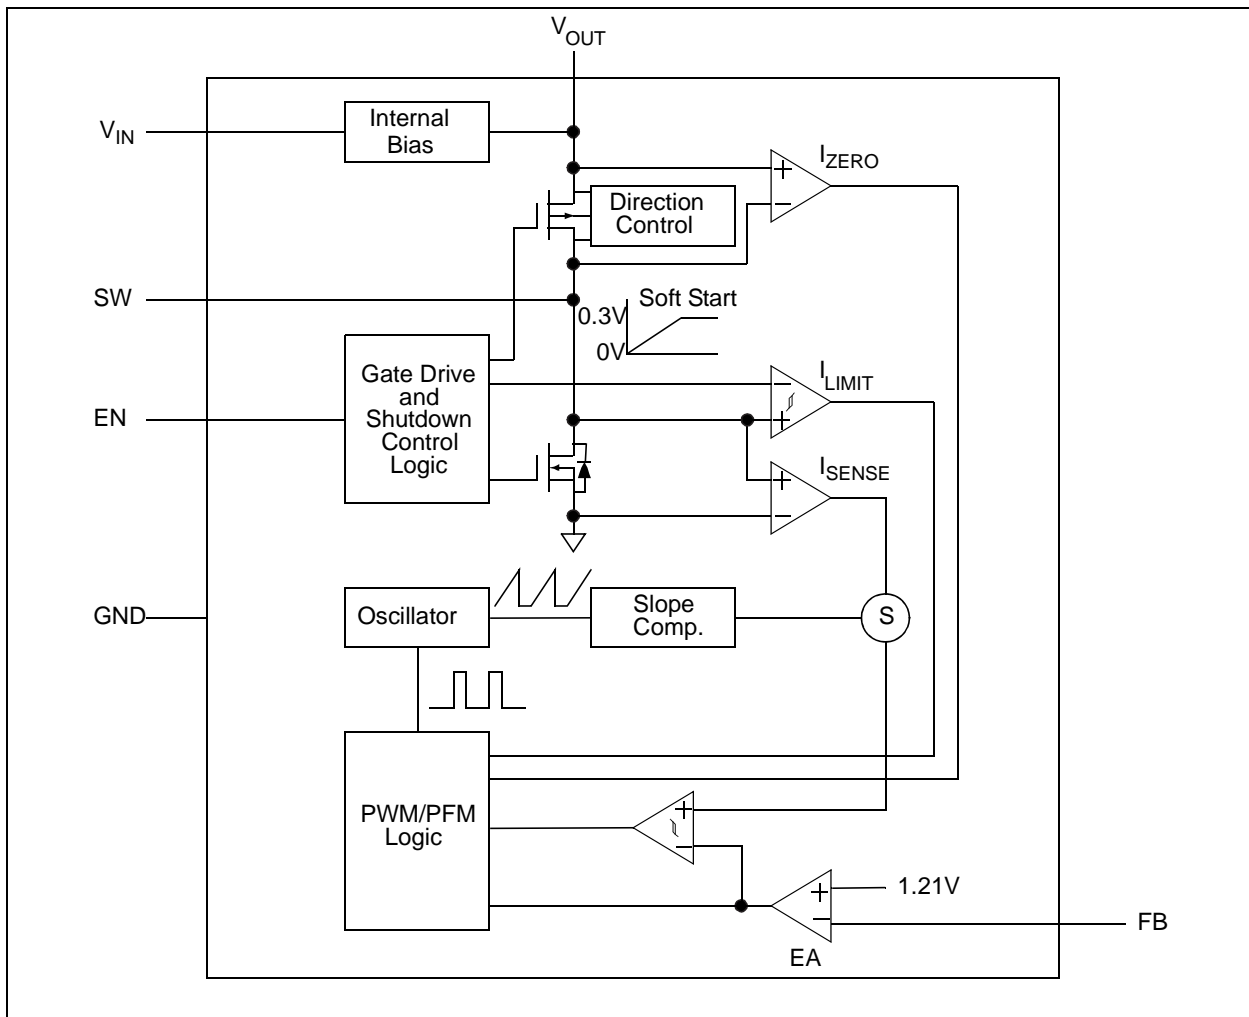 VOUT
VIN
Internal
Bias
IZERO
+
−
Direction
Control
SW
Soft Start
0.3V
0V
Gate Drive
and
Shutdown
Control
Logic
ILIMIT
−
+
EN
ISENSE
+
−
GND
Oscillator
Slope
Comp.
S
PWM/PFM
Logic
+
−
1.21V
+
−
FB
EA